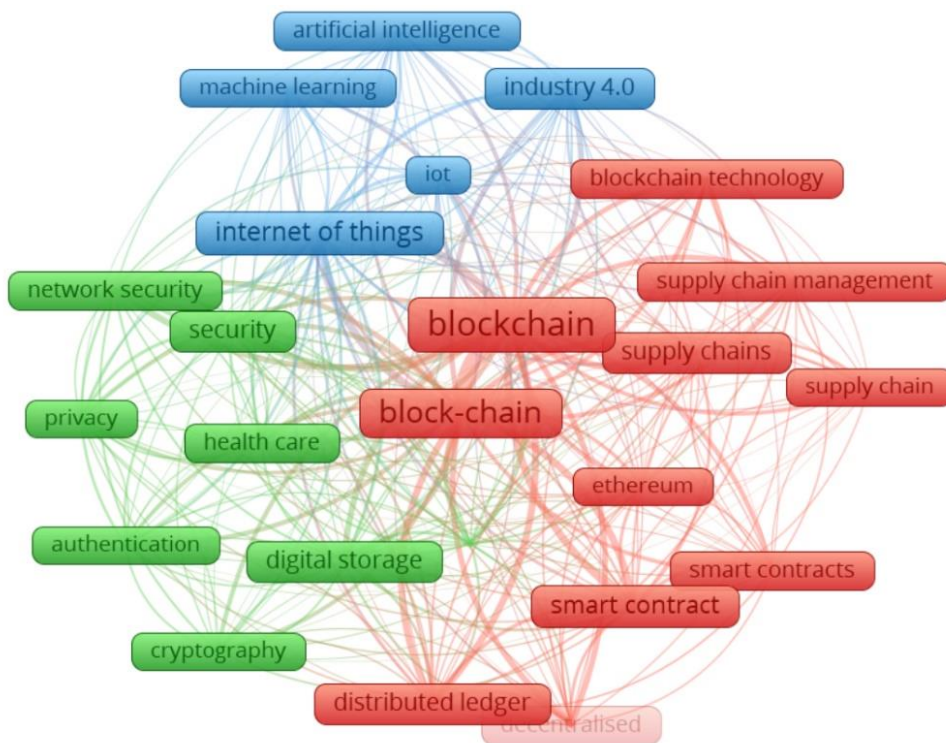 artificial intelligence
machine learning
industry 4.0
iot
blockchain technology
internet of things
supply chain management
network security
security
blockchain
supply chains
supply chain
privacy
block-chain
health care
ethereum
authentication
digital storage
smart contracts
smart contract
cryptography
distributed ledger
decentralised